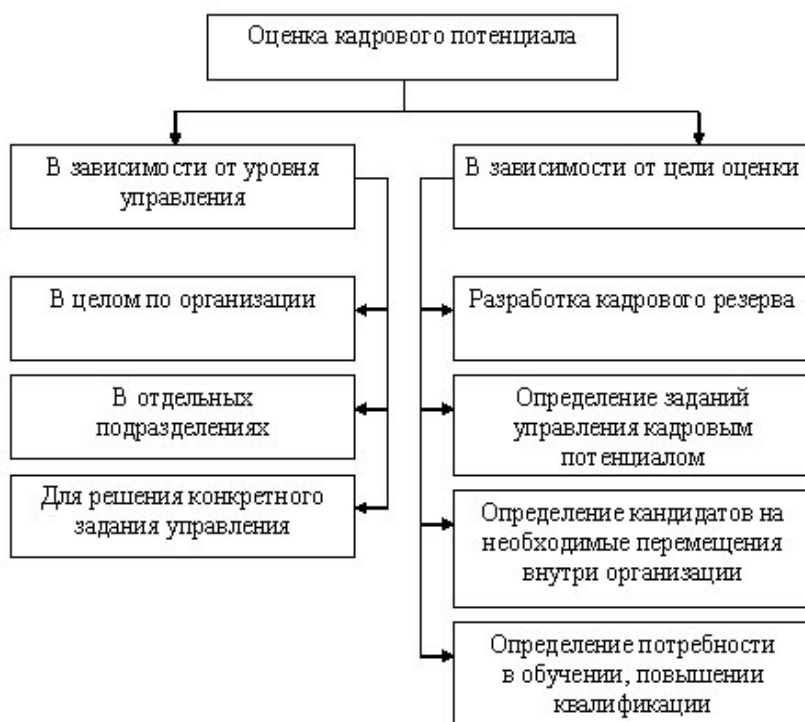 Оценка кадрового потенциала
В зависимости от уровня
управления
В целом по организации
В отдельных
подразделениях
Для решения конкретного
задания управления
В зависимости от цели оценки
Разработка кадрового резерва
Определение заданий
управления кадровым
потенциалом
Определение кандидатов на
необходимые перемещения
внутри организации
Определение потребности
в обучении, повышении
квалификации